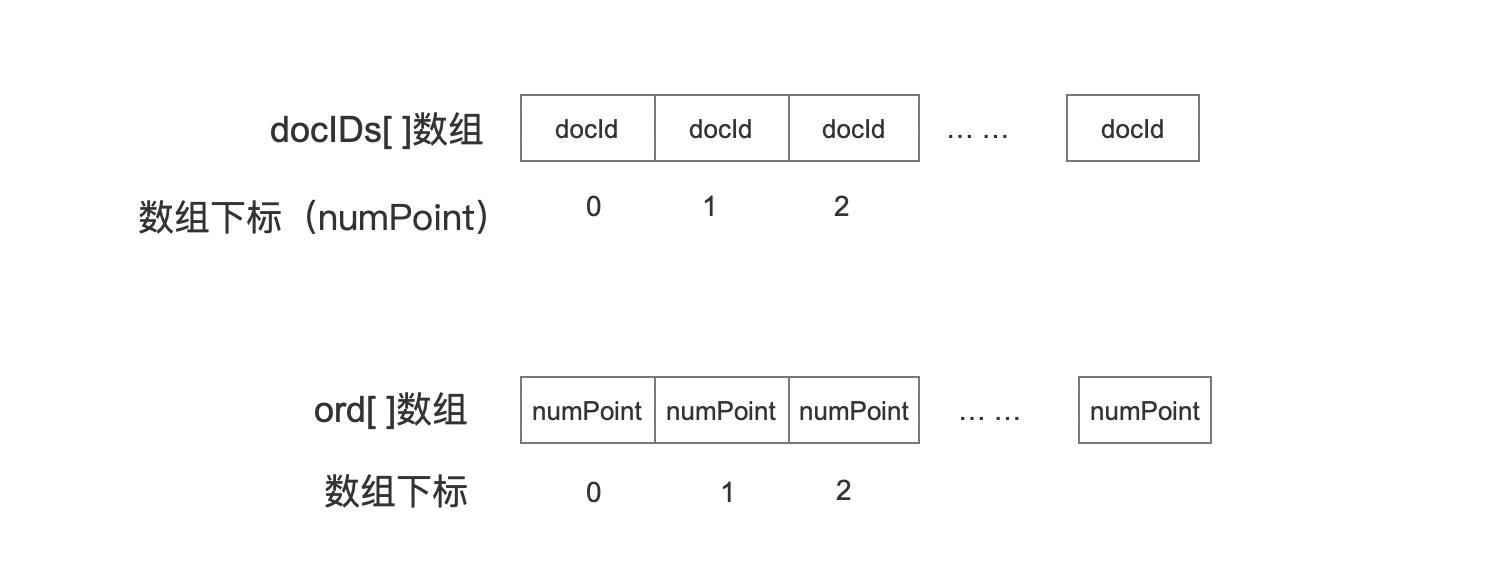 docIDs[ ]数组 docId docId docId … … docId
数组下标（numPoint） 0 1 2
ord[ ]数组 numPoint numPoint numPoint … … numPoint
数组下标 0 1 2